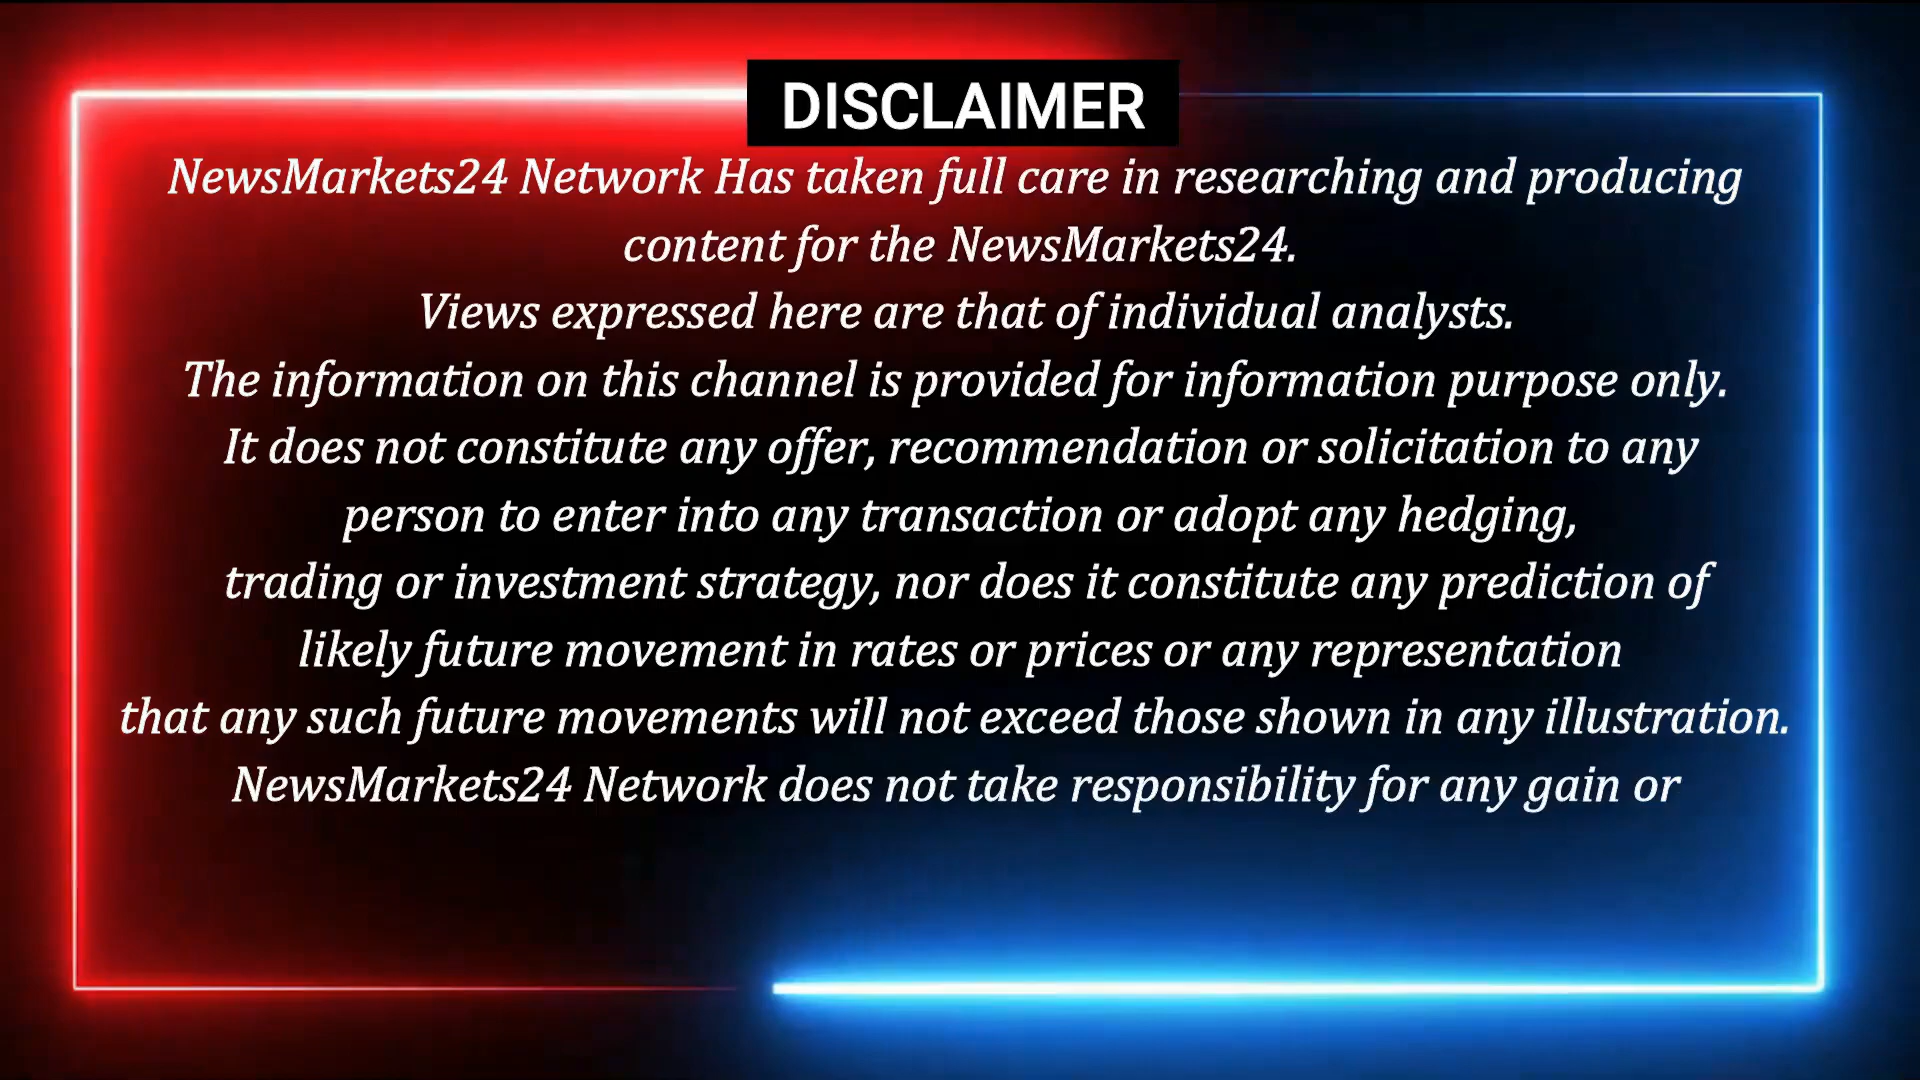 DISCLAIMER
NewsMarkets24 Network Has taken full care in researching and producing
content for the NewsMarkets24.
Views expressed here are that of individual analysts.
The information on this channel is provided for information purpose only.
It does not constitute any offer, recommendation or solicitation to any
person to enter into any transaction or adopt any hedging,
trading or investment strategy, nor does it constitute any prediction of
likely future movement in rates or prices or any representation
that any such future movements will not exceed those shown in any illustration.
NewsMarkets24 Network does not take responsibility for any gain or